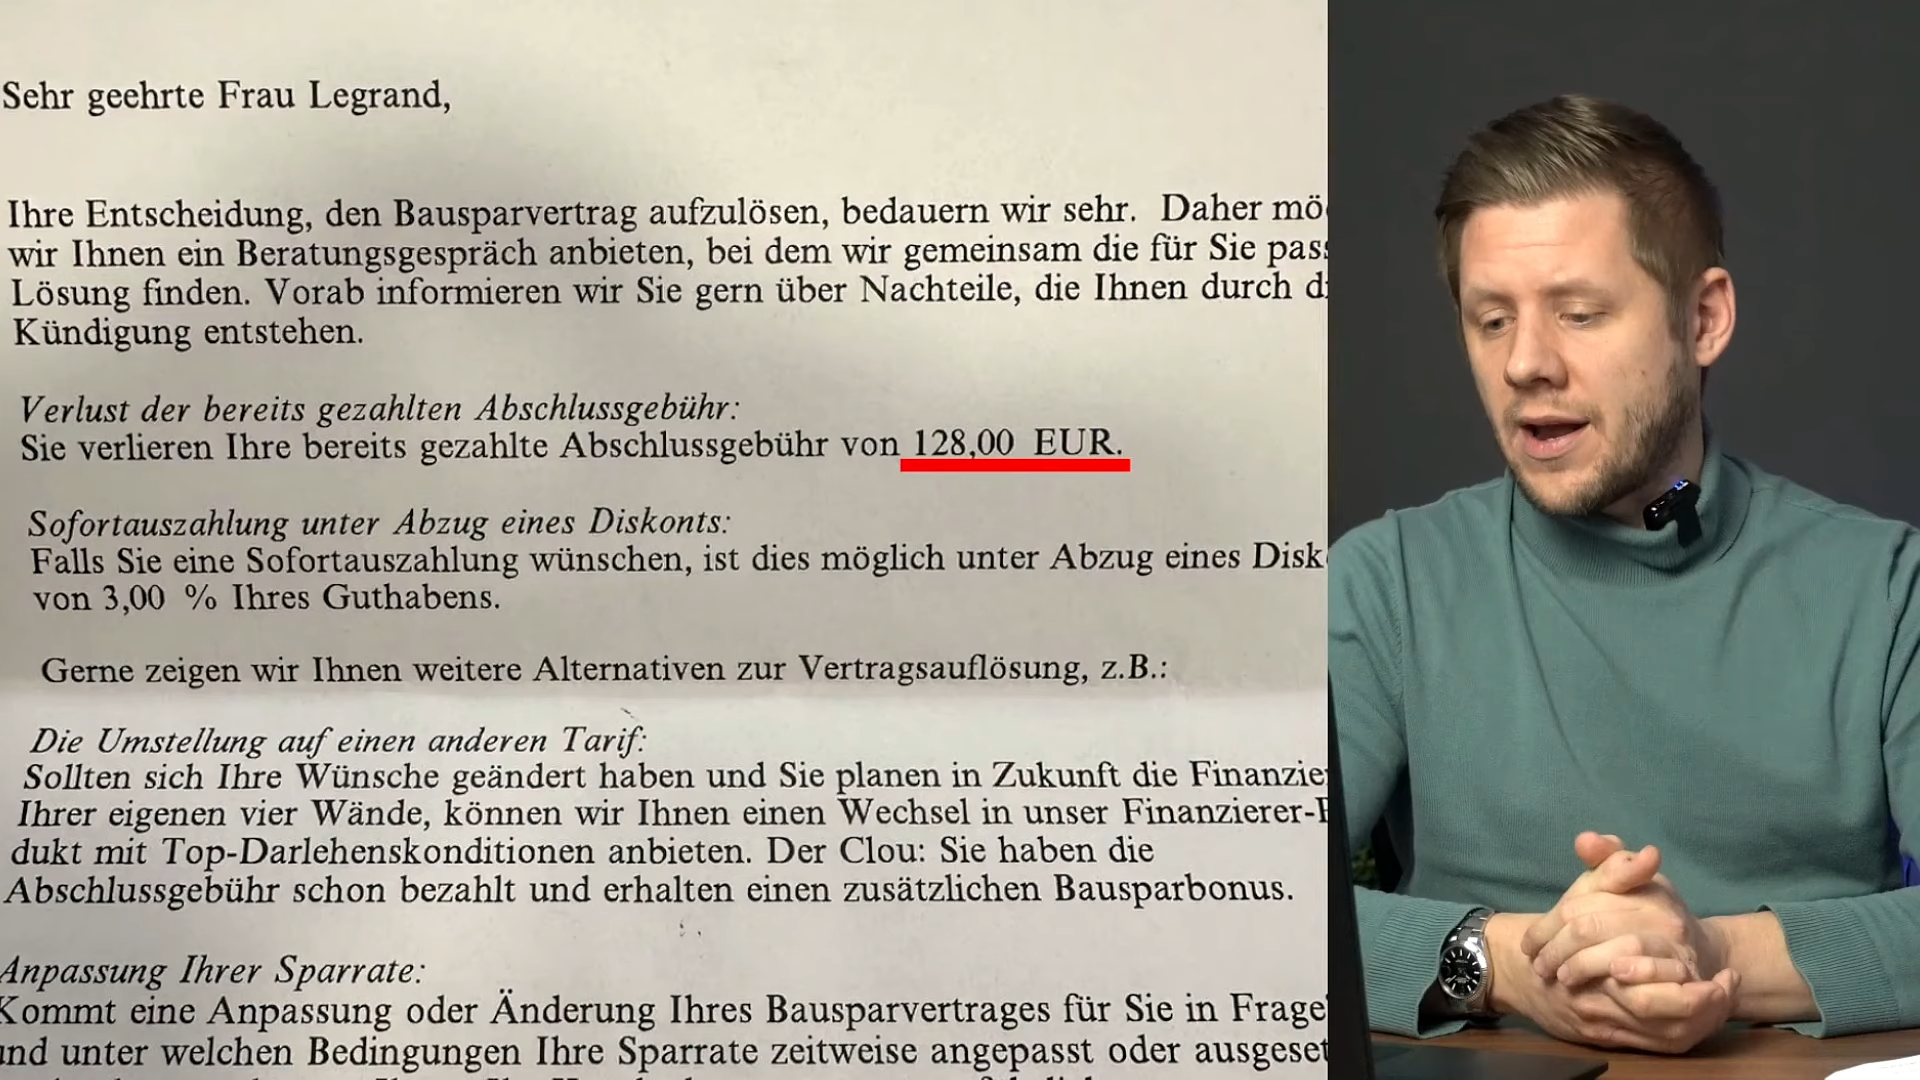 Sehr geehrte Frau Legrand,
Ihre Entscheidung, den Bausparvertrag aufzulösen, bedauern wir sehr. Daher
wir Ihnen ein Beratungsgespräch anbieten, bei dem wir gemeinsam die für Sie
Lösung finden. Vorab informieren wir Sie gern über Nachteile, die Ihnen durch
Kündigung entstehen.
Verlust der bereits gezahlten Abschlussgebühr:
Sie verlieren Ihre bereits gezahlte Abschlussgebühr von 128,00 EUR.
Sofortauszahlung unter Abzug eines Diskonts:
Falls Sie eine Sofortauszahlung wünschen, ist dies möglich unter Abzug eines
von 3,00 % Ihres Guthabens.
Gerne zeigen wir Ihnen weitere Alternativen zur Vertragsauflösung, z.B.:
Die Umstellung auf einen anderen Tarif:
Sollten sich Ihre Wünsche geändert haben und Sie planen in Zukunft die
Ihrer eigenen vier Wände, können wir Ihnen einen Wechsel in unser Finanzierer-
dukt mit Top-Darlehenskonditionen anbieten. Der Clou: Sie haben die
Abschlussgebühr schon bezahlt und erhalten einen zusätzlichen Bausparbonus.
Anpassung Ihrer Sparrate:
Kommt eine Anpassung oder Änderung Ihres Bausparvertrages für Sie in Frage
und unter welchen Bedingungen Ihre Sparrate zeitweise angepasst oder